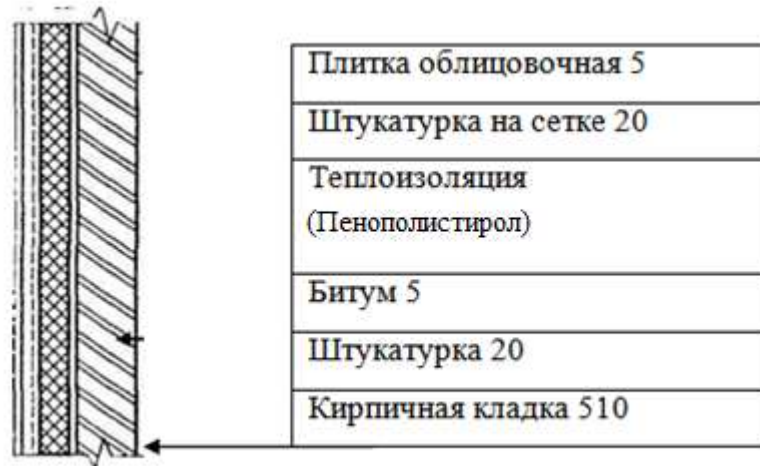 Плитка облицовочная 5
Штукатурка на сетке 20
Теплоизоляция
(Пенополистирол)
Битум 5
Штукатурка 20
Кирпичная кладка 510